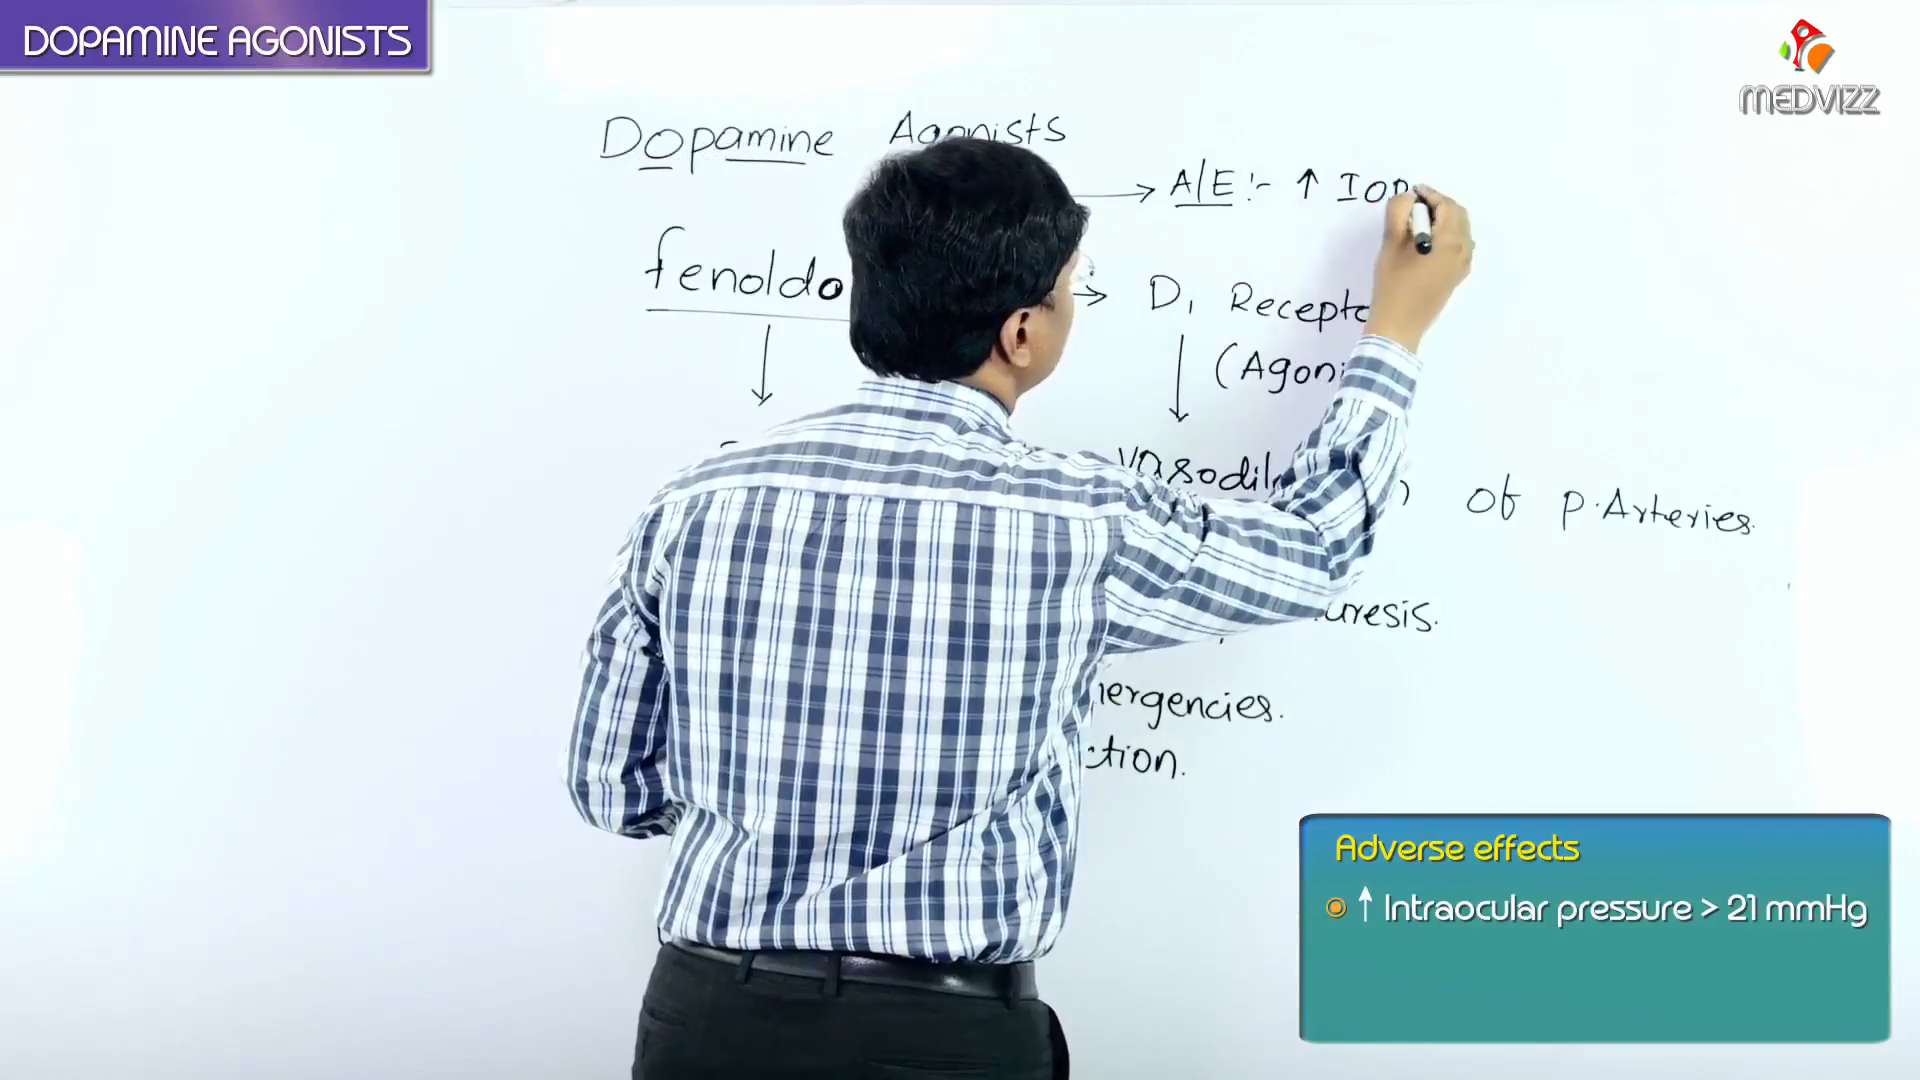 DOPAMINE AGONISTS
MEDVIZZ
Dopamine Agonists
A/E :- ↑ IOP
fenoldo
D₁ Recepto
(Agoni
vasodil
of P.Arteries.
uresis.
ergencies.
ction.
Adverse effects
↑ Intraocular pressure > 21 mmHg